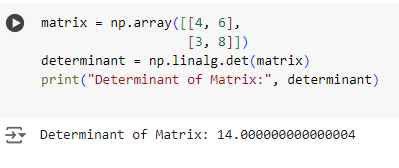 matrix = np.array([[4, 6],
                   [3, 8]])
determinant = np.linalg.det(matrix)
print("Determinant of Matrix:", determinant)
Determinant of Matrix: 14.000000000000004